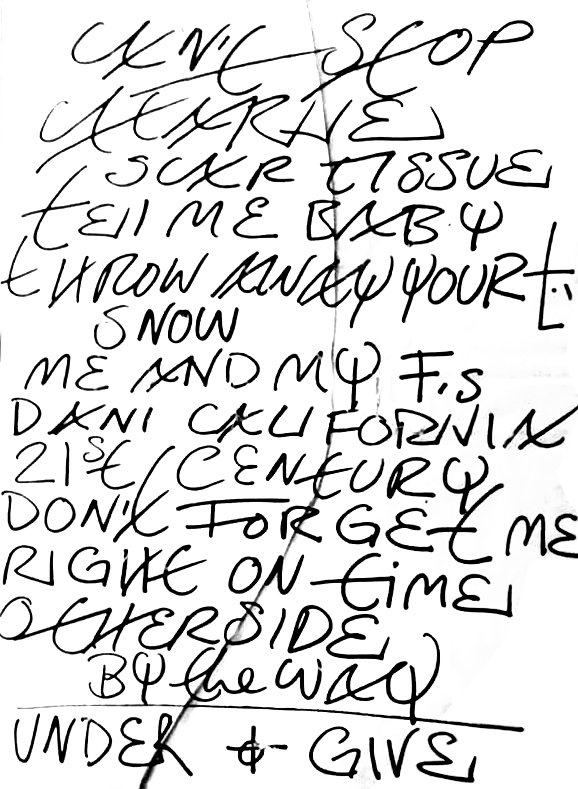 CAN'T STOP
CHARLIE
SCAR TISSUE
TEll ME BABY
THROW AWAY YOUR T..
SNOW
ME AND MY F.s
DANI CALIFORNIA
21st CENTURY
DON'T FORGET ME
RIGHT ON TiME
OTHERSIDE
BY the WAY
UNDER + GIVE